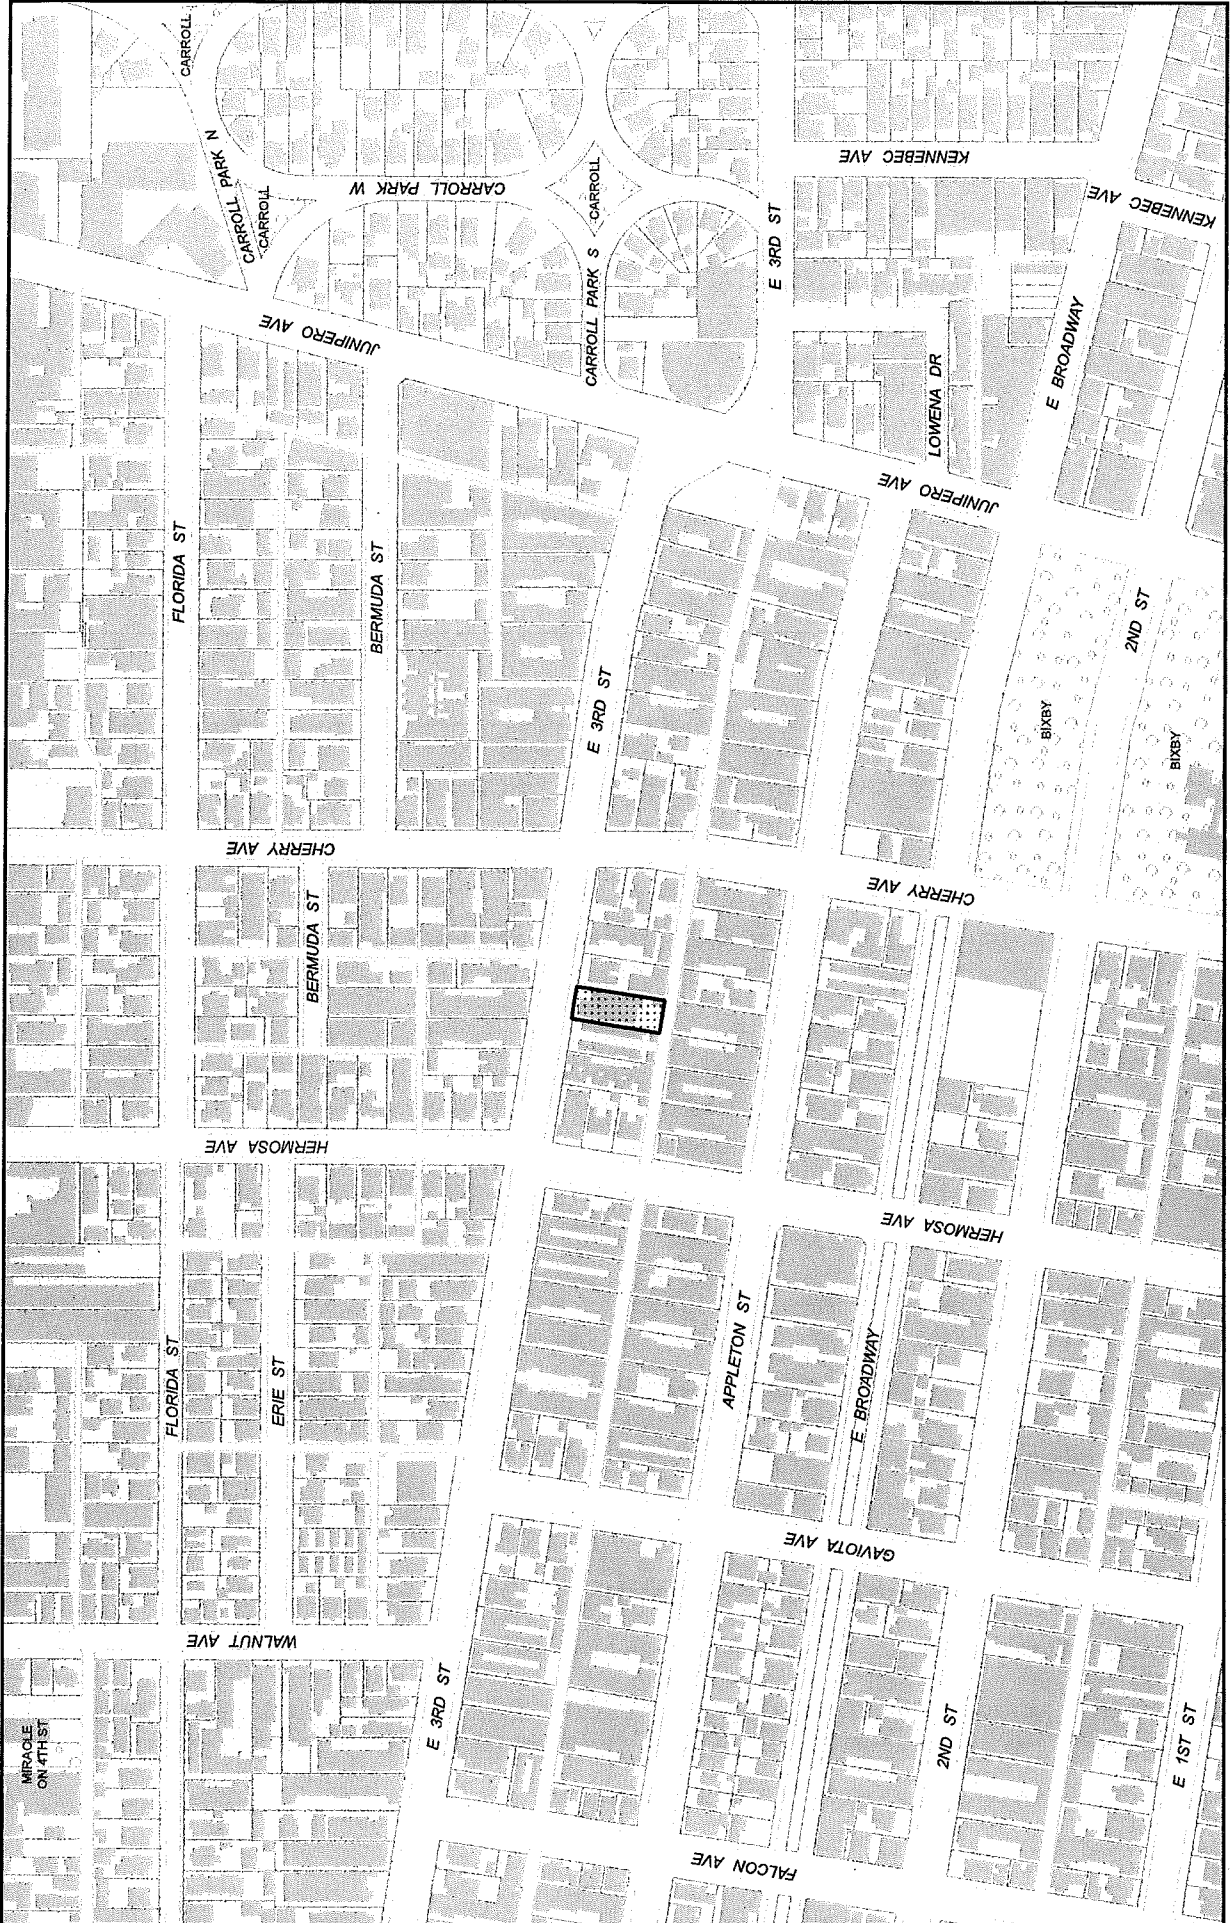 CARROLL
CARROLL PARK N
CARROLL
CARROLL PARK W
CARROLL
CARROLL PARK S
E 3RD ST
KENNEBEC AVE
KENNEBEC AVE
JUNIPERO AVE
LOWENA DR
E BROADWAY
JUNIPERO AVE
FLORIDA ST
BERMUDA ST
E 3RD ST
2ND ST
BIXBY
BIXBY
CHERRY AVE
BERMUDA ST
CHERRY AVE
HERMOSA AVE
HERMOSA AVE
FLORIDA ST
ERIE ST
APPLETON ST
E BROADWAY
GAVIOTA AVE
WALNUT AVE
MIRACLE
ON 4TH ST
E 3RD ST
2ND ST
E 1ST ST
FALCON AVE